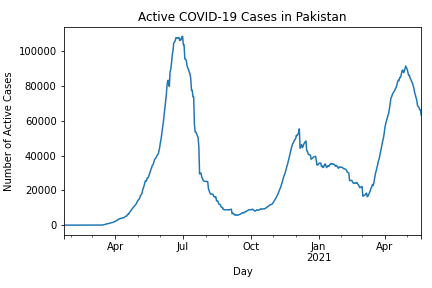 Active COVID-19 Cases in Pakistan
Number of Active Cases
100000
80000
60000
40000
20000
0
Apr
Jul
Oct
Jan
2021
Apr
Day